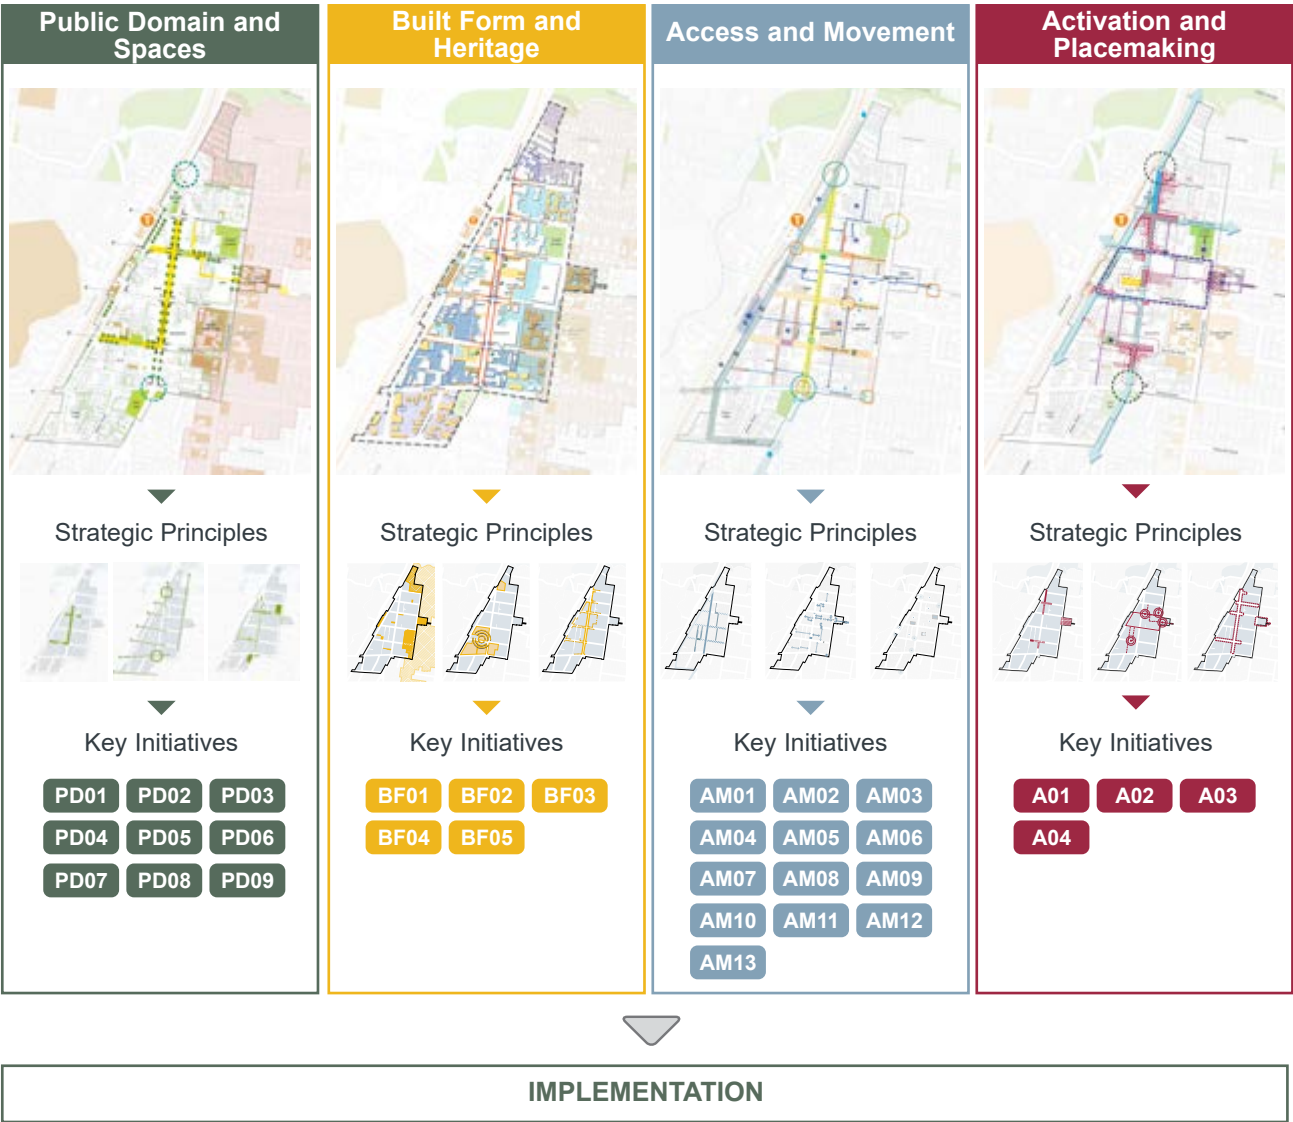 Public Domain and
Spaces
Built Form and
Heritage
Access and Movement
Activation and
Placemaking
T
T
T
T
Strategic Principles
Strategic Principles
Strategic Principles
Strategic Principles
Key Initiatives
Key Initiatives
Key Initiatives
Key Initiatives
PD01 PD02 PD03
PD04 PD05 PD06
PD07 PD08 PD09
BF01 BF02 BF03
BF04 BF05
AM01 AM02 AM03
AM04 AM05 AM06
AM07 AM08 AM09
AM10 AM11 AM12
AM13
A01 A02 A03
A04
IMPLEMENTATION